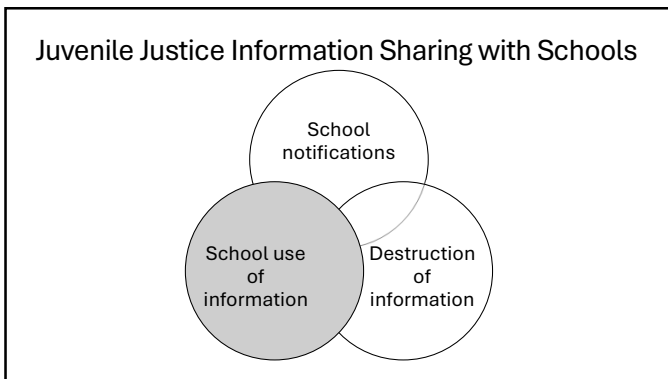 Juvenile Justice Information Sharing with Schools
School
notifications
School use
of
information
Destruction
of
information